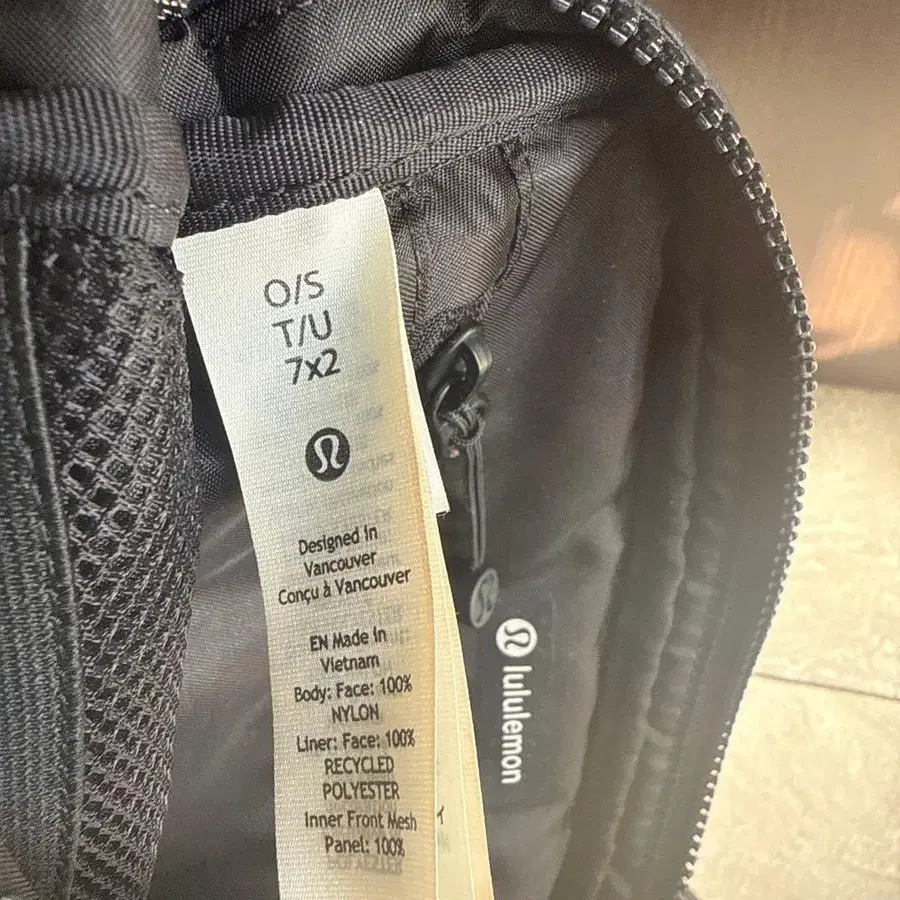 O/S
T/U
7x2
Designed in
Vancouver
Conçu à Vancouver
EN Made in
Vietnam
Body: Face: 100%
NYLON
Liner: Face: 100%
RECYCLED
POLYESTER
Inner Front Mesh
Panel: 100%
lululemon